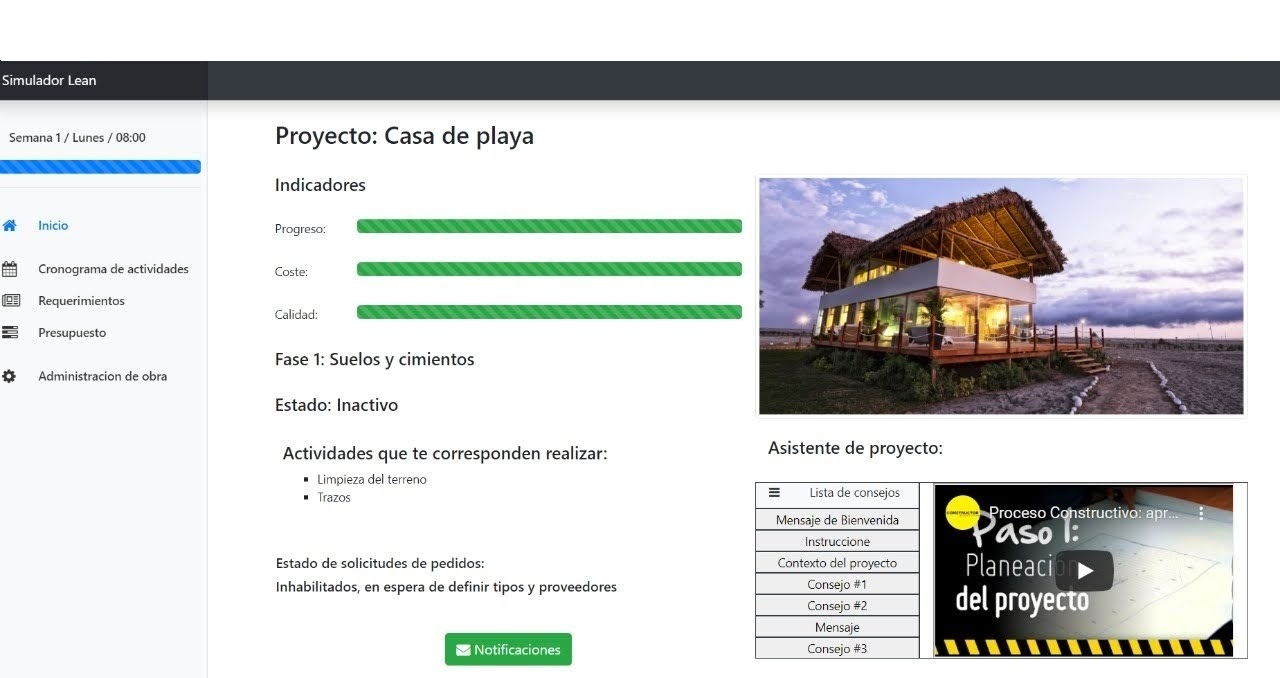 Simulador Lean
Semana 1 / Lunes / 08:00
Inicio
Cronograma de actividades
Requerimientos
Presupuesto
Administracion de obra
Proyecto: Casa de playa
Indicadores
Progreso:
Coste:
Calidad:
Fase 1: Suelos y cimientos
Estado: Inactivo
Actividades que te corresponden realizar:
Limpieza del terreno
Trazos
Estado de solicitudes de pedidos:
Inhabilitados, en espera de definir tipos y proveedores
Notificaciones
Asistente de proyecto:
Lista de consejos
Mensaje de Bienvenida
Instruccione
Contexto del proyecto
Consejo #1
Consejo #2
Mensaje
Consejo #3
CONSTRUCTOR
Proceso Constructivo: apr...
Paso 1:
Planeació
del proyecto